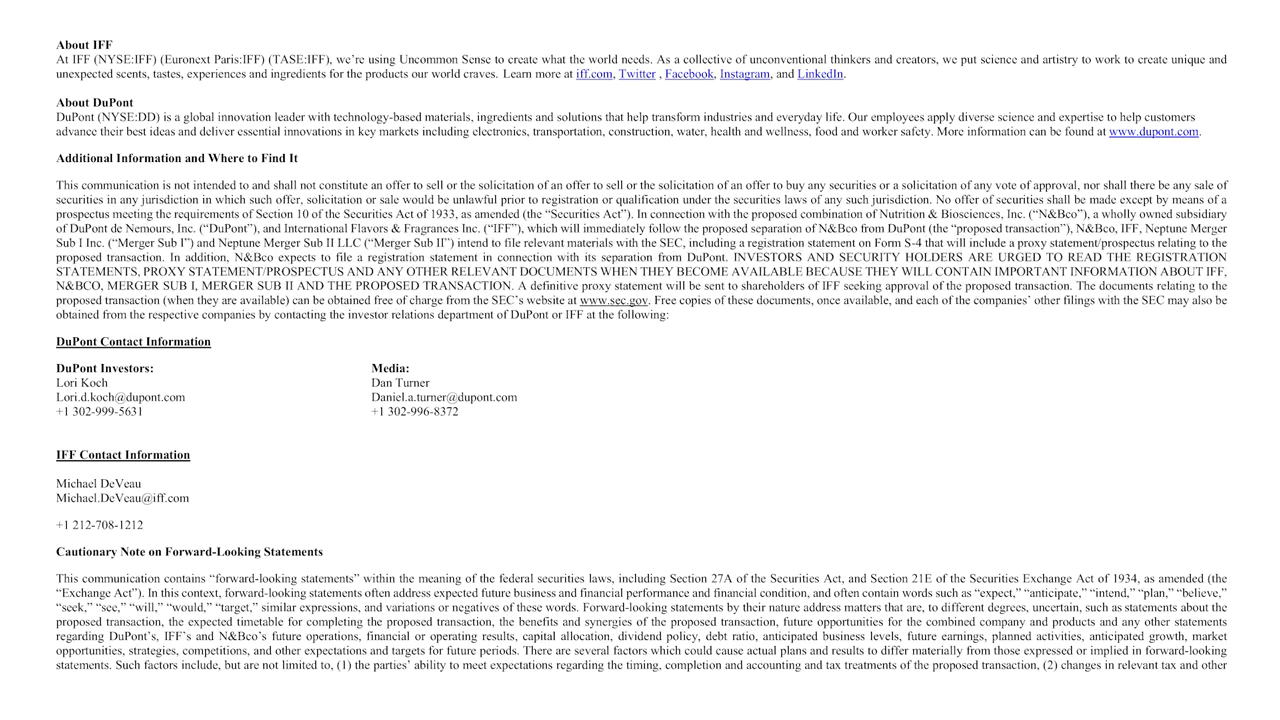 About IFF
At IFF (NYSE:IFF) (Euronext Paris:IFF) (TASE:IFF), we’re using Uncommon Sense to create what the world needs. As a collective of unconventional thinkers and creators, we put science and artistry to work to create unique and
unexpected scents, tastes, experiences and ingredients for the products our world craves. Learn more at iff.com, Twitter , Facebook, Instagram, and LinkedIn.
About DuPont
DuPont (NYSE:DD) is a global innovation leader with technology-based materials, ingredients and solutions that help transform industries and everyday life. Our employees apply diverse science and expertise to help customers
advance their best ideas and deliver essential innovations in key markets including electronics, transportation, construction, water, health and wellness, food and worker safety. More information can be found at www.dupont.com.
Additional Information and Where to Find It
This communication is not intended to and shall not constitute an offer to sell or the solicitation of an offer to sell or the solicitation of an offer to buy any securities or a solicitation of any vote of approval, nor shall there be any sale of
securities in any jurisdiction in which such offer, solicitation or sale would be unlawful prior to registration or qualification under the securities laws of any such jurisdiction. No offer of securities shall be made except by means of a
prospectus meeting the requirements of Section 10 of the Securities Act of 1933, as amended (the “Securities Act”). In connection with the proposed combination of Nutrition & Biosciences, Inc. (“N&Bco”), a wholly owned subsidiary
of DuPont de Nemours, Inc. (“DuPont”), and International Flavors & Fragrances Inc. (“IFF”), which will immediately follow the proposed separation of N&Bco from DuPont (the “proposed transaction”), N&Bco, IFF, Neptune Merger
Sub I Inc. (“Merger Sub I”) and Neptune Merger Sub II LLC (“Merger Sub II”) intend to file relevant materials with the SEC, including a registration statement on Form S-4 that will include a proxy statement/prospectus relating to the
proposed transaction. In addition, N&Bco expects to file a registration statement in connection with its separation from DuPont. INVESTORS AND SECURITY HOLDERS ARE URGED TO READ THE REGISTRATION
STATEMENTS, PROXY STATEMENT/PROSPECTUS AND ANY OTHER RELEVANT DOCUMENTS WHEN THEY BECOME AVAILABLE BECAUSE THEY WILL CONTAIN IMPORTANT INFORMATION ABOUT IFF,
N&BCO, MERGER SUB I, MERGER SUB II AND THE PROPOSED TRANSACTION. A definitive proxy statement will be sent to shareholders of IFF seeking approval of the proposed transaction. The documents relating to the
proposed transaction (when they are available) can be obtained free of charge from the SEC’s website at www.sec.gov. Free copies of these documents, once available, and each of the companies’ other filings with the SEC may also be
obtained from the respective companies by contacting the investor relations department of DuPont or IFF at the following:
DuPont Contact Information
DuPont Investors:
Lori Koch
Lori.d.koch@dupont.com
+1 302-999-5631
Media:
Dan Turner
Daniel.a.turner@dupont.com
+1 302-996-8372
IFF Contact Information
Michael DeVeau
Michael.DeVeau@iff.com
+1 212-708-1212
Cautionary Note on Forward-Looking Statements
This communication contains “forward-looking statements” within the meaning of the federal securities laws, including Section 27A of the Securities Act, and Section 21E of the Securities Exchange Act of 1934, as amended (the
“Exchange Act”). In this context, forward-looking statements often address expected future business and financial performance and financial condition, and often contain words such as “expect,” “anticipate,” “intend,” “plan,” “believe,”
“seek,” “see,” “will,” “would,” “target,” similar expressions, and variations or negatives of these words. Forward-looking statements by their nature address matters that are, to different degrees, uncertain, such as statements about the
proposed transaction, the expected timetable for completing the proposed transaction, the benefits and synergies of the proposed transaction, future opportunities for the combined company and products and any other statements
regarding DuPont’s, IFF’s and N&Bco’s future operations, financial or operating results, capital allocation, dividend policy, debt ratio, anticipated business levels, future earnings, planned activities, anticipated growth, market
opportunities, strategies, competitions, and other expectations and targets for future periods. There are several factors which could cause actual plans and results to differ materially from those expressed or implied in forward-looking
statements. Such factors include, but are not limited to, (1) the parties’ ability to meet expectations regarding the timing, completion and accounting and tax treatments of the proposed transaction, (2) changes in relevant tax and other